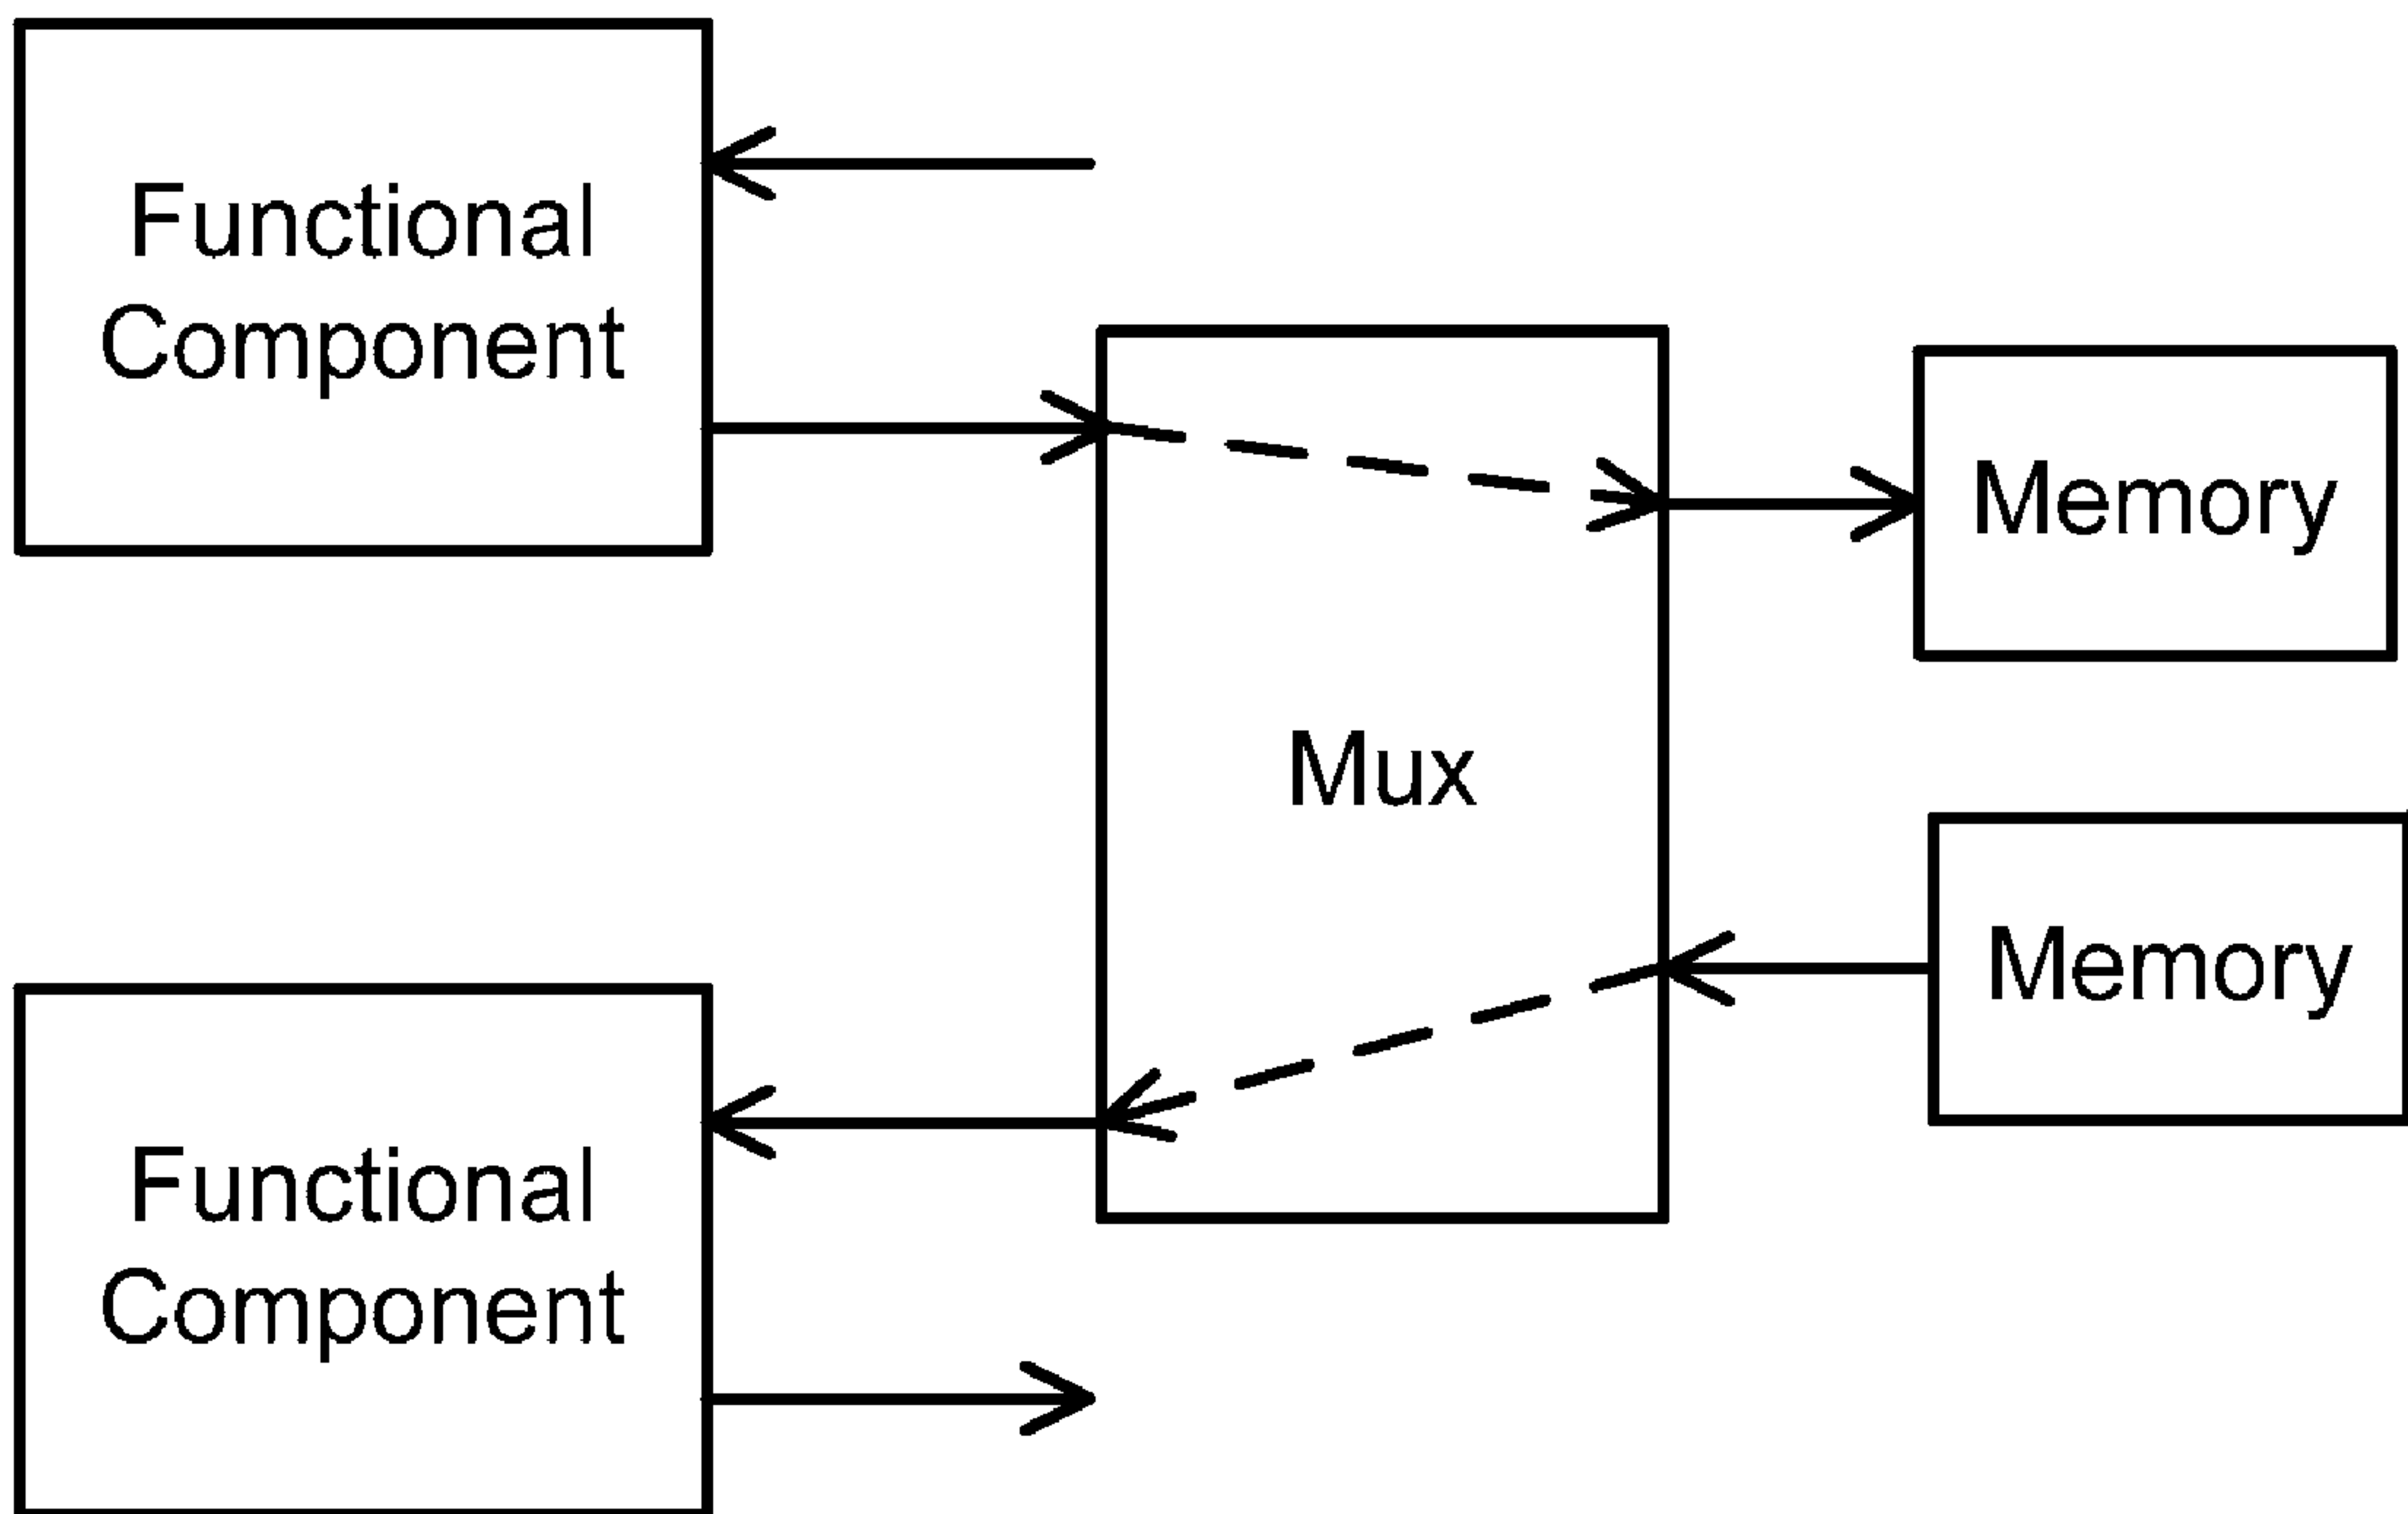 Functional
Component
Mux
Memory
Memory
Functional
Component